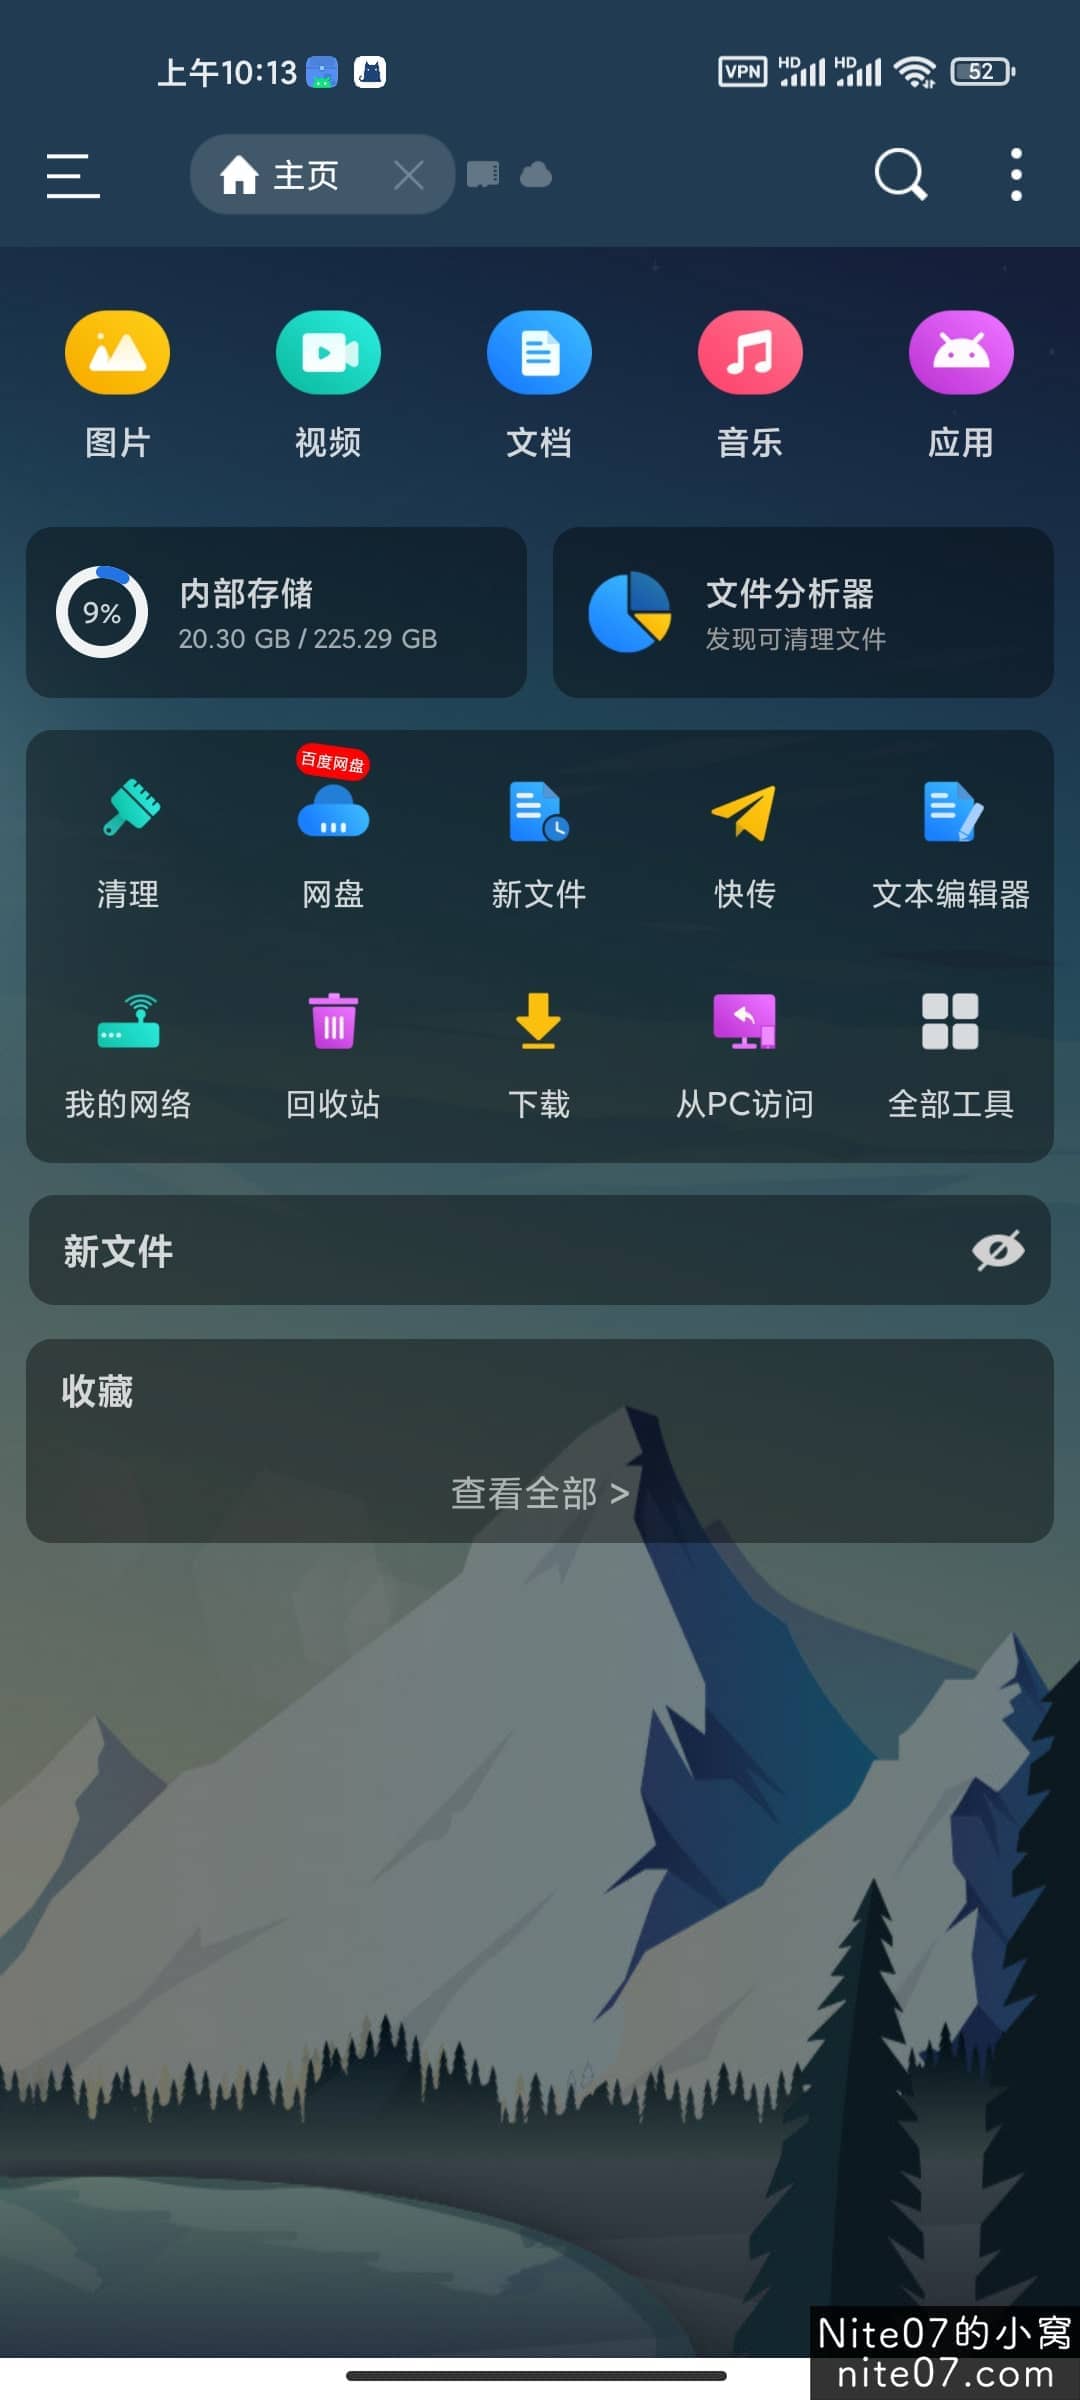 上午10:13
VPN HD HD 52
主页
图片 视频 文档 音乐 应用
9%
内部存储
20.30 GB / 225.29 GB
文件分析器
发现可清理文件
百度网盘
清理 网盘 新文件 快传 文本编辑器
我的网络 回收站 下载 从PC访问 全部工具
新文件
收藏
查看全部 >
Nite07的小窝
nite07.com